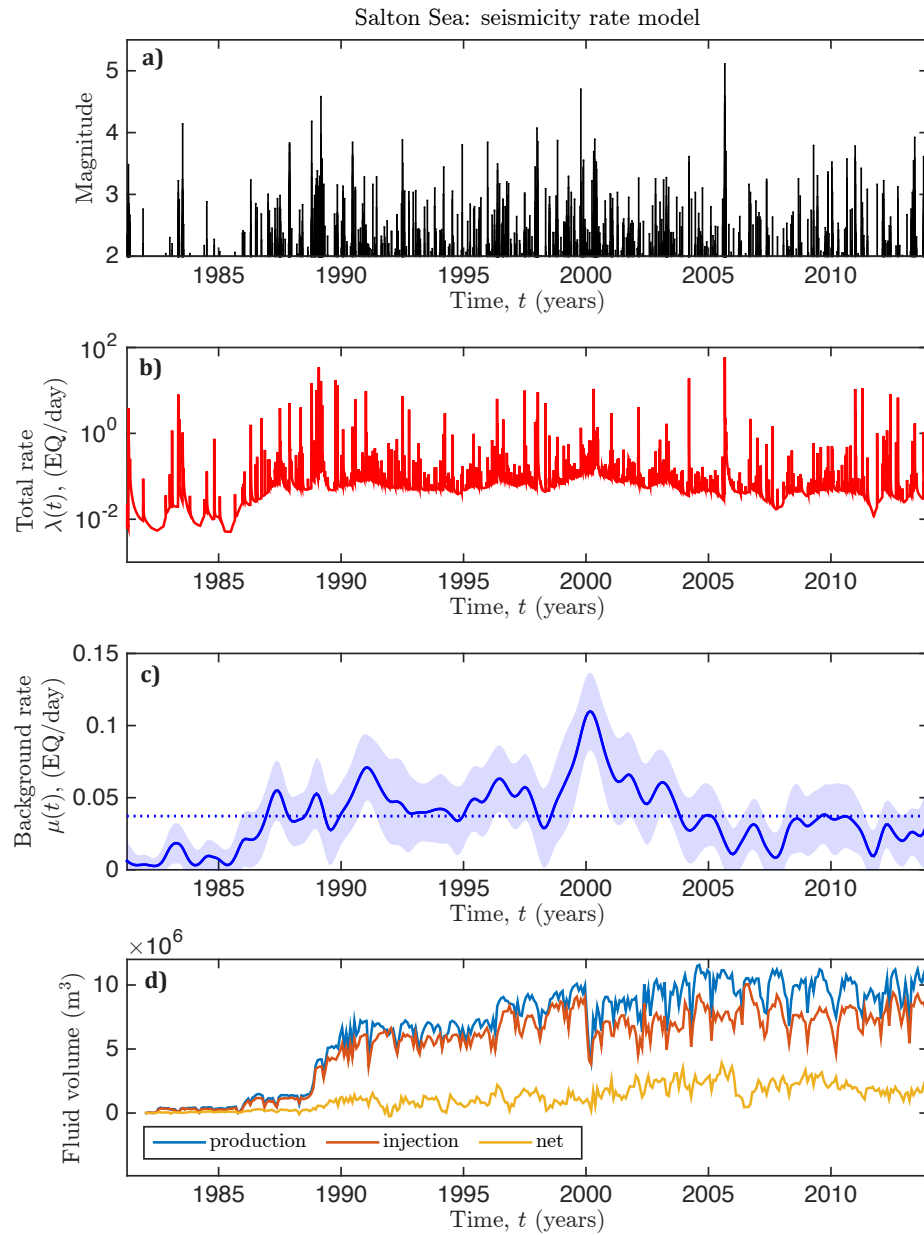 Salton Sea: seismicity rate model
a)
Magnitude
5
4
3
2
1985 1990 1995 2000 2005 2010
Time, t (years)
b)
Total rate
λ(t), (EQ/day)
10^2
10^0
10^-2
1985 1990 1995 2000 2005 2010
Time, t (years)
c)
Background rate
μ(t), (EQ/day)
0.15
0.1
0.05
0
1985 1990 1995 2000 2005 2010
Time, t (years)
×10^6
d)
Fluid volume (m^3)
10
5
0
production injection net
1985 1990 1995 2000 2005 2010
Time, t (years)